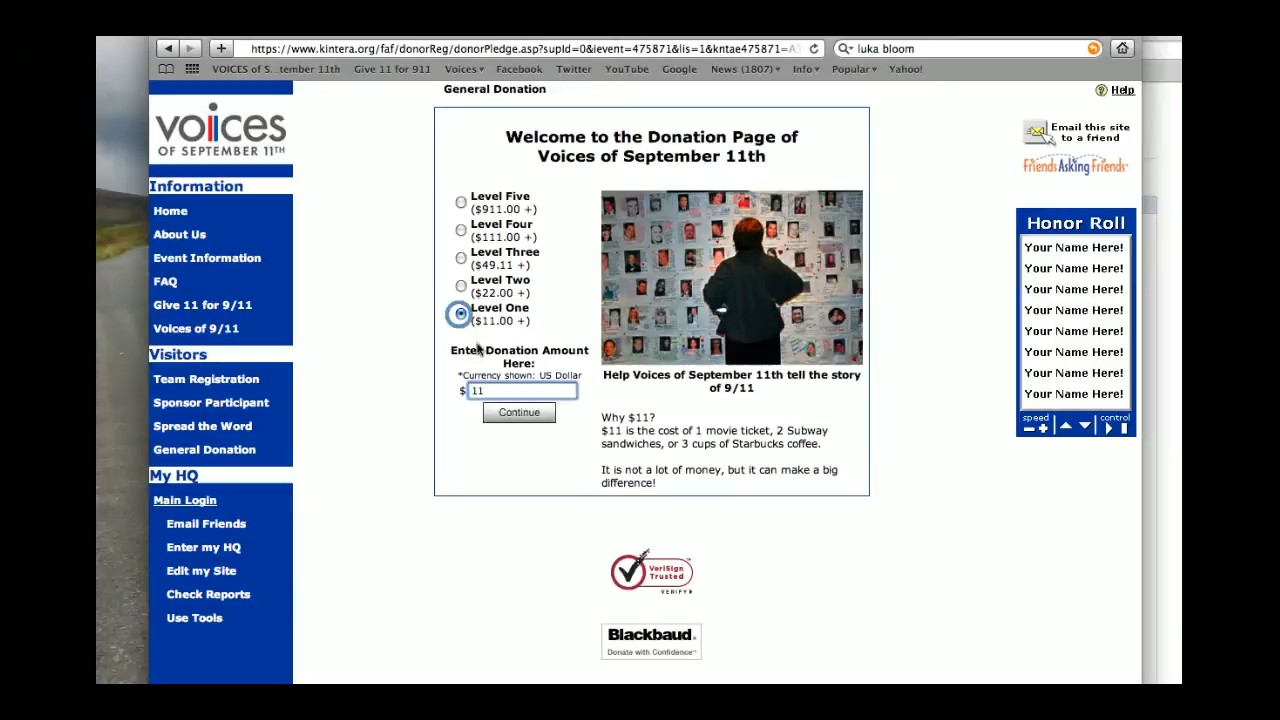 https://www.kintera.org/faf/donorReg/donorPledge.asp?supId=0&ievent=475871&lis=1&kntae475871=A
luka bloom
VOICES of S...tember 11th Give 11 for 911 Voices Facebook Twitter YouTube Google News (1807) Info Popular Yahoo!
General Donation
Help
voiices
OF SEPTEMBER 11TH
Information
Home
About Us
Event Information
FAQ
Give 11 for 9/11
Voices of 9/11
Visitors
Team Registration
Sponsor Participant
Spread the Word
General Donation
My HQ
Main Login
Email Friends
Enter my HQ
Edit my Site
Check Reports
Use Tools
Welcome to the Donation Page of
Voices of September 11th
Level Five
($911.00 +)
Level Four
($111.00 +)
Level Three
($49.11 +)
Level Two
($22.00 +)
Level One
($11.00 +)
Enter Donation Amount
Here:
*Currency shown: US Dollar
$ 11
Continue
Help Voices of September 11th tell the story
of 9/11
Why $11?
$11 is the cost of 1 movie ticket, 2 Subway
sandwiches, or 3 cups of Starbucks coffee.
It is not a lot of money, but it can make a big
difference!
VeriSign
Trusted
VERIFY
Blackbaud
Donate with Confidence™
Email this site
to a friend
Friends Asking Friends
Honor Roll
Your Name Here!
Your Name Here!
Your Name Here!
Your Name Here!
Your Name Here!
Your Name Here!
Your Name Here!
Your Name Here!
speed control